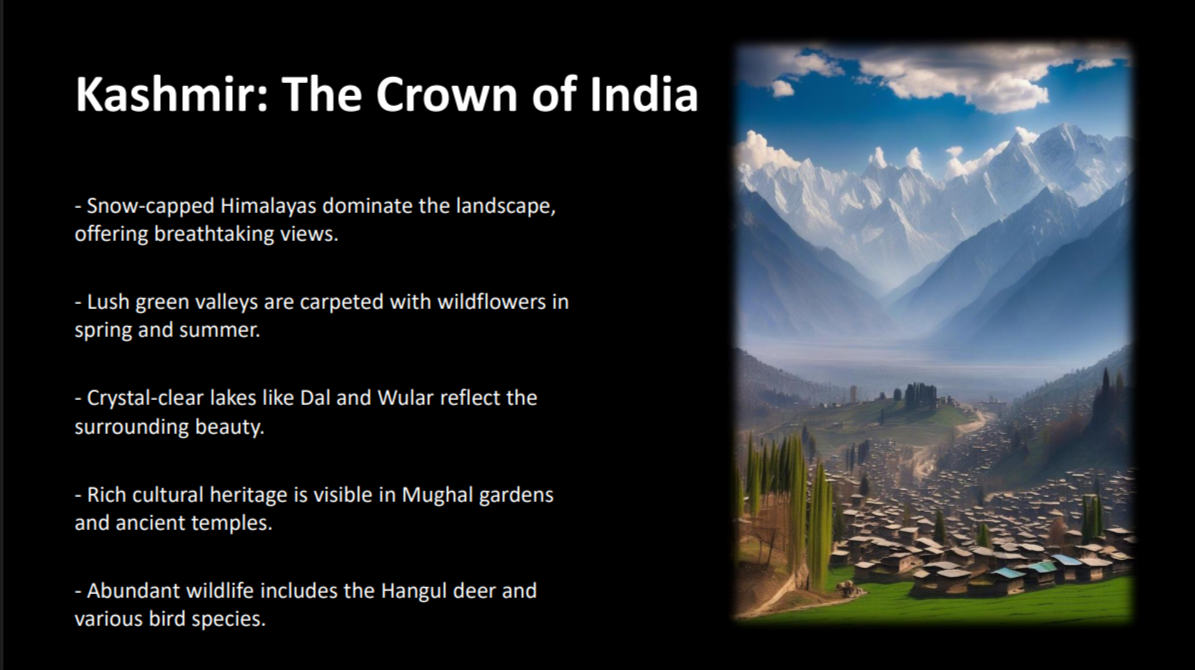 Kashmir: The Crown of India
- Snow-capped Himalayas dominate the landscape,
offering breathtaking views.
- Lush green valleys are carpeted with wildflowers in
spring and summer.
- Crystal-clear lakes like Dal and Wular reflect the
surrounding beauty.
- Rich cultural heritage is visible in Mughal gardens
and ancient temples.
- Abundant wildlife includes the Hangul deer and
various bird species.